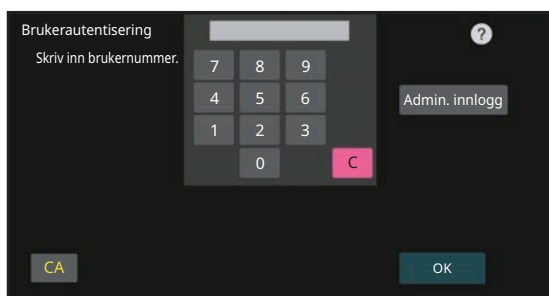 Brukerautentisering
?
Skriv inn brukernummer.
7 8 9
4 5 6
Admin. innlogg
1 2 3
0 C
CA
OK